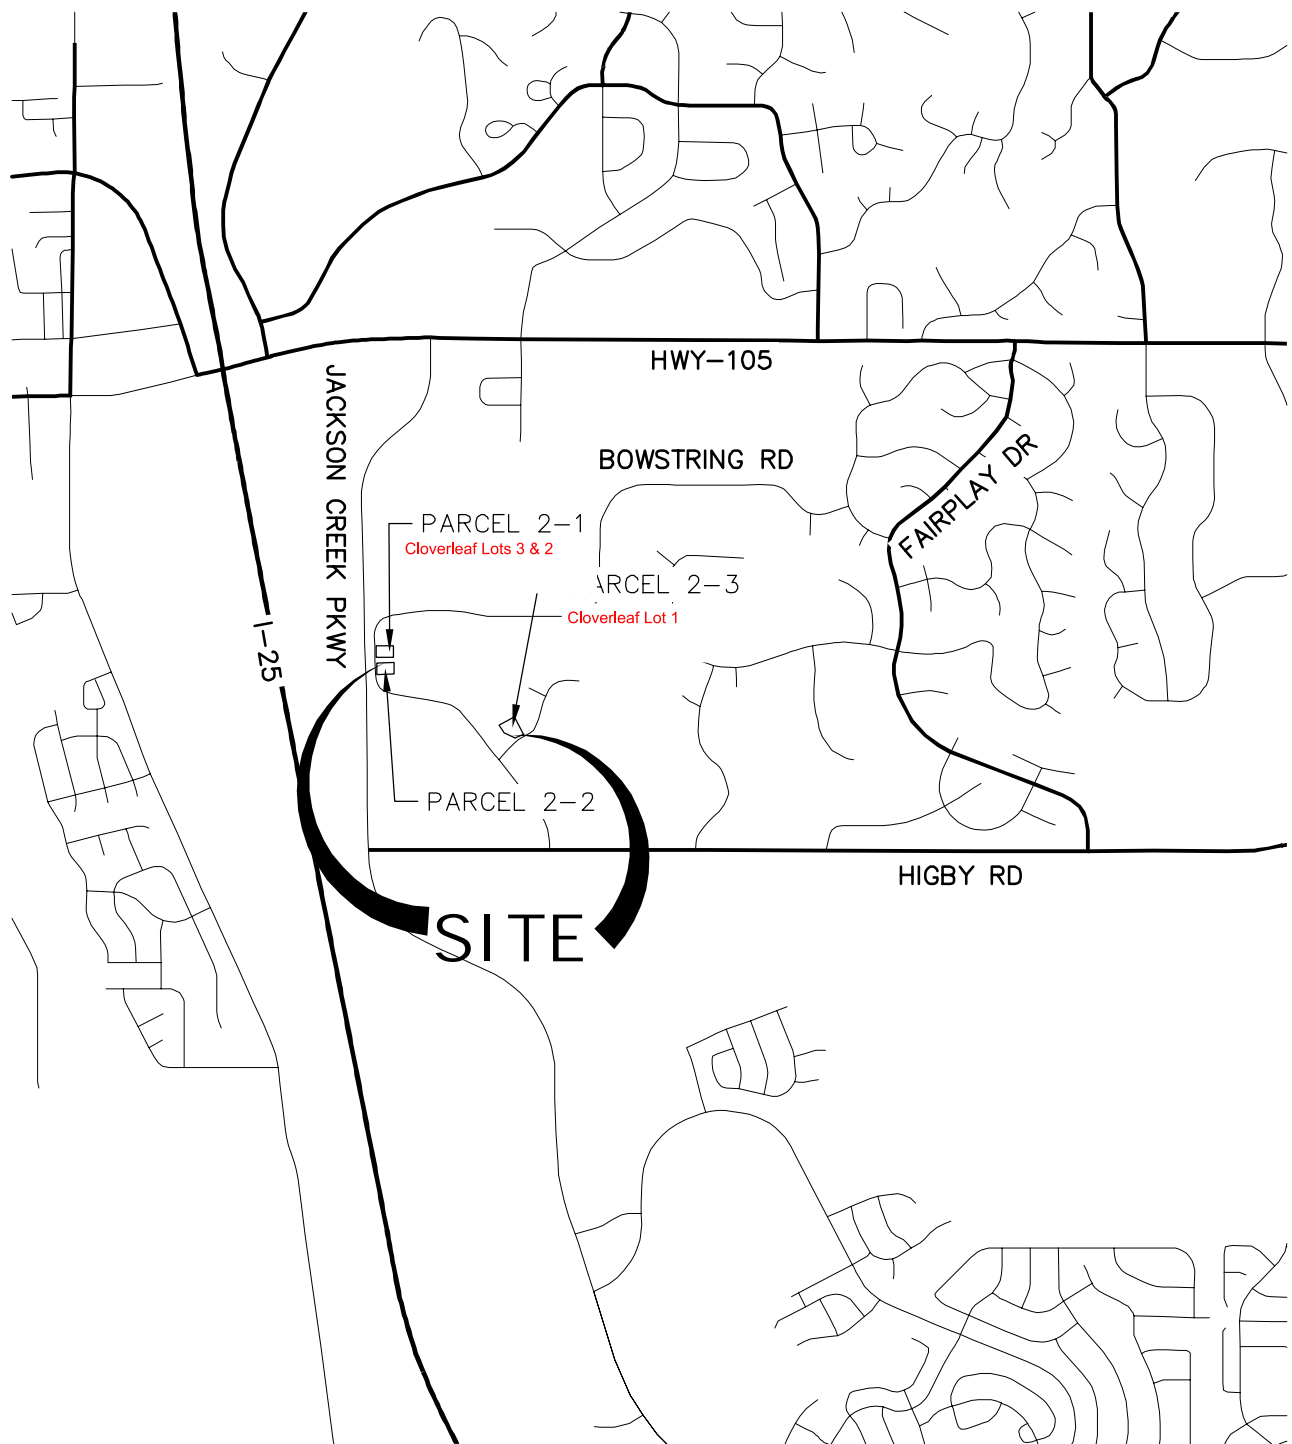 HWY-105
JACKSON CREEK PKWY
BOWSTRING RD
FAIRPLAY DR
PARCEL 2-1
Cloverleaf Lots 3 & 2
ARCEL 2-3
Cloverleaf Lot 1
I-25
PARCEL 2-2
HIGBY RD
SITE